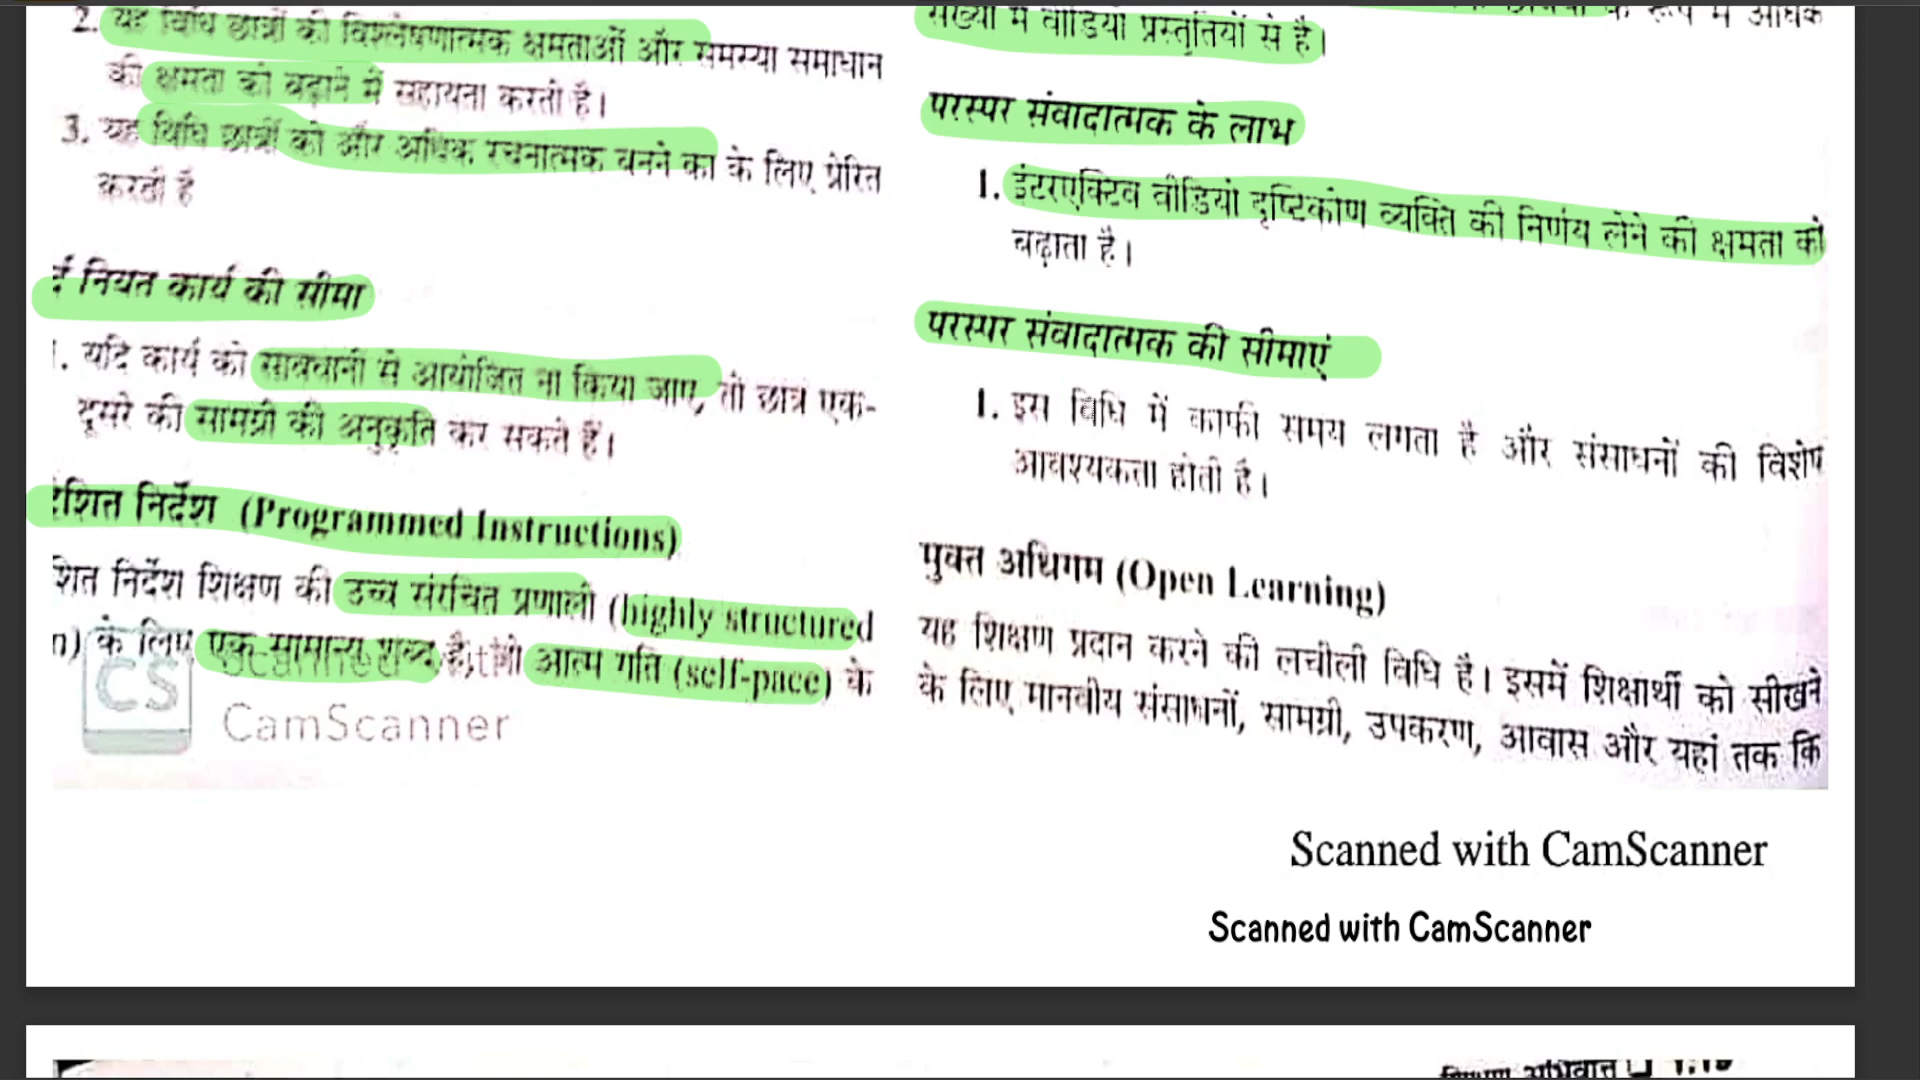 2. यह विधि छात्रों की विश्लेषणात्मक क्षमताओं और समस्या समाधान
की क्षमता को बढ़ाने में सहायता करती है।
3. यह विधि छात्रों को और अधिक रचनात्मक बनने का के लिए प्रेरित
करती है
नियत कार्य की सीमा
1. यदि कार्य को सावधानी से आयोजित ना किया जाए, तो छात्र एक-
दूसरे की सामग्री की अनुकृति कर सकते हैं।
शित निर्देश (Programmed Instructions)
शित निर्देश शिक्षण की उच्च संरचित प्रणाली (highly structured
n) के लिए एक सामान्य शब्द है, जो आत्म गति (self-pace) के
CS
CamScanner
संख्या में वीडियो प्रस्तुतियों से है।
परस्पर संवादात्मक के लाभ
1. इंटरएक्टिव वीडियो दृष्टिकोण व्यक्ति की निर्णय लेने की क्षमता को
बढ़ाता है।
परस्पर संवादात्मक की सीमाएं
1. इस विधि में काफी समय लगता है और संसाधनों की विशेष
आवश्यकता होती है।
मुक्त अधिगम (Open Learning)
यह शिक्षण प्रदान करने की लचीली विधि है। इसमें शिक्षार्थी को सीखने
के लिए मानवीय संसाधनों, सामग्री, उपकरण, आवास और यहां तक कि
Scanned with CamScanner
Scanned with CamScanner